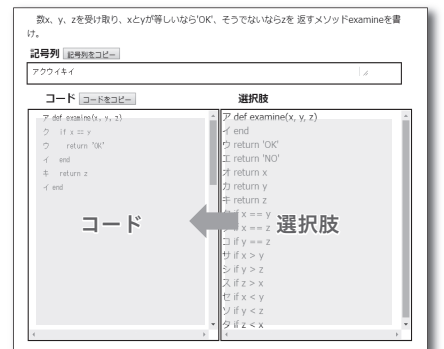 数x、y、zを受け取り、xとyが等しいなら'OK'、そうでないならzを 返すメソッドexamineを書
け。
記号列 記号列をコピー
アクウイキイ
コード コードをコピー
ア def examine(x, y, z)
ク if x == y
ウ return 'OK'
イ end
キ return z
イ end
コード
選択肢
ア def examine(x, y, z)
イ end
ウ return 'OK'
エ return 'NO'
オ return x
カ return y
キ return z
if x == y
if x == z
コ if y == z
サ if x > y
シ if y > z
ス if z > x
セ if x < y
ソ if y < z
タ if z < x
選択肢